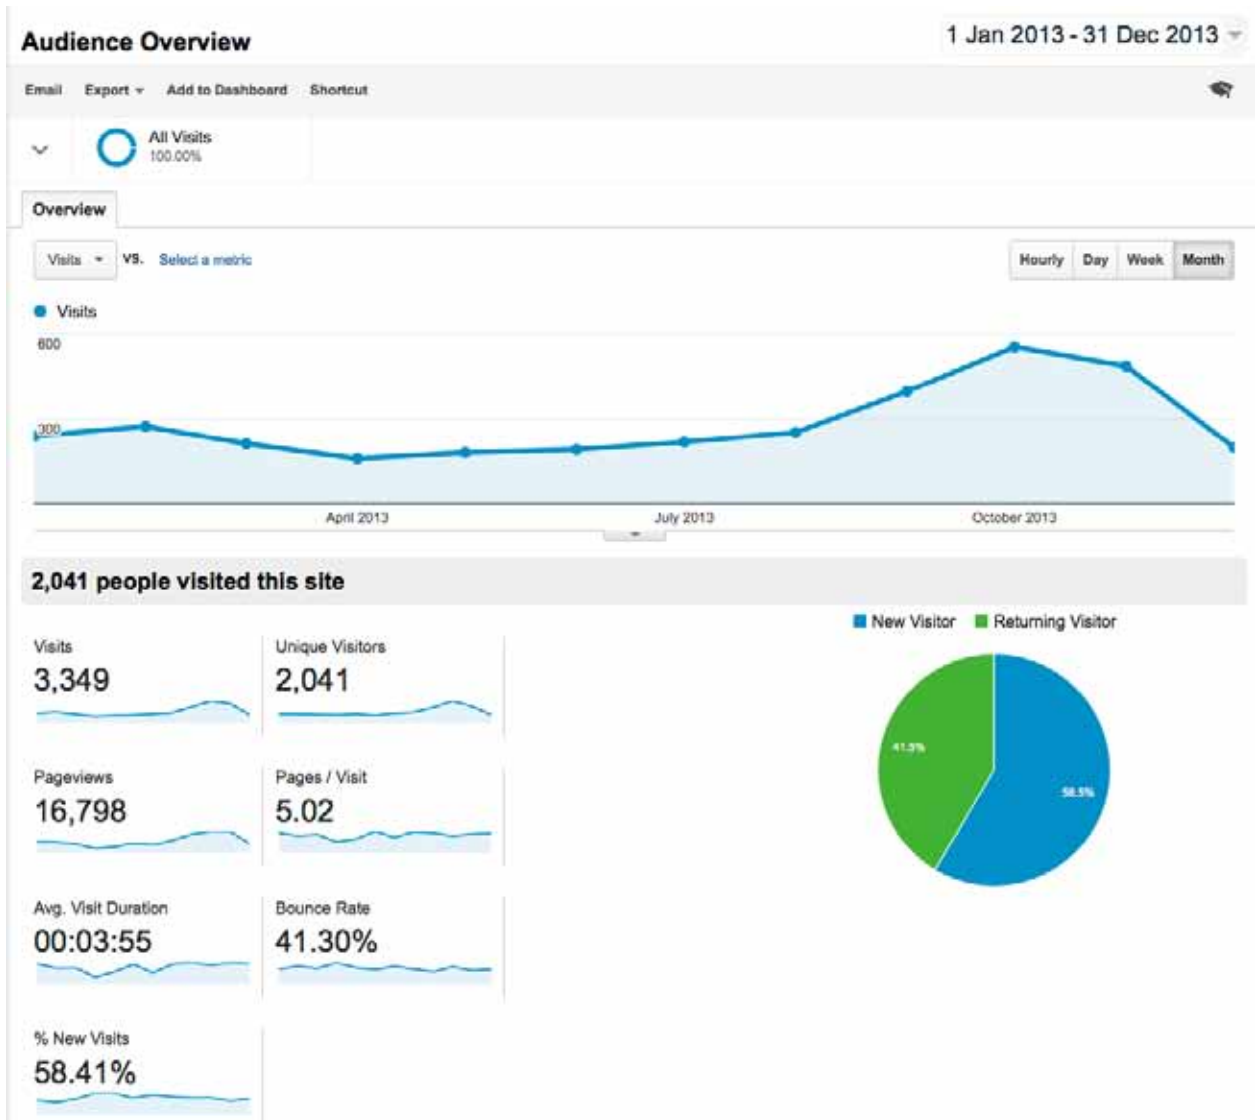 Audience Overview
1 Jan 2013 - 31 Dec 2013
Email Export Add to Dashboard Shortcut
All Visits
100.00%
Overview
Visits VS. Select a metric
Hourly Day Week Month
Visits
600
300
April 2013 July 2013 October 2013
2,041 people visited this site
New Visitor Returning Visitor
Visits
3,349
Unique Visitors
2,041
41.5%
58.5%
Pageviews
16,798
Pages / Visit
5.02
Avg. Visit Duration
00:03:55
Bounce Rate
41.30%
% New Visits
58.41%